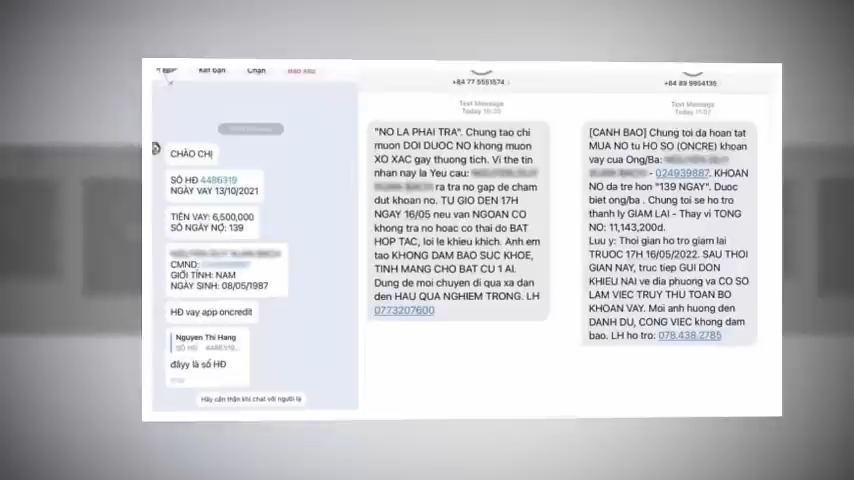 Kết bạn
Chặn
CHÀO CHỊ
SỐ HĐ 4486319
NGÀY VAY 13/10/2021
TIỀN VAY: 6,500,000
SỐ NGÀY NỢ: 139
CMND:
GIỚI TÍNH: NAM
NGÀY SINH: 08/05/1987
HĐ vay app oncredit
Nguyen Thi Hang
SỐ HĐ 4486319...
đâyy là số HĐ
Hãy cẩn thận khi chat với người lạ
+84 77 5551574
Text Message
"NO LA PHAI TRA". Chung tao chi
muon DOI DUOC NO khong muon
XO XAC gay thuong tich. Vi the tin
nhan nay la Yeu cau:
ra tra no gap de cham
dut khoan no. TU GIO DEN 17H
NGAY 16/05 neu van NGOAN CO
khong tra no hoac co thai do BAT
HOP TAC, loi le khieu khich. Anh em
tao KHONG DAM BAO SUC KHOE,
TINH MANG CHO BAT CU 1 AI.
Dung de moi chuyen di qua xa dan
den HAU QUA NGHIEM TRONG. LH
0773207600
+84 89 9954135
Text Message
Today 11:07
[CANH BAO] Chung toi da hoan tat
MUA NO tu HO SO (ONCRE) khoan
vay cua Ong/Ba:
- 024939887. KHOAN
NO da tre hon "139 NGAY". Duoc
biet ong/ba . Chung toi se ho tro
thanh ly GIAM LAI - Thay vi TONG
NO: 11,143,200d.
Luu y: Thoi gian ho tro giam lai
TRUOC 17H 16/05/2022. SAU THOI
GIAN NAY, truc tiep GUI DON
KHIEU NAI ve dia phuong va CO SO
LAM VIEC TRUY THU TOAN BO
KHOAN VAY. Moi anh huong den
DANH DU, CONG VIEC khong dam
bao. LH ho tro: 078.438.2785